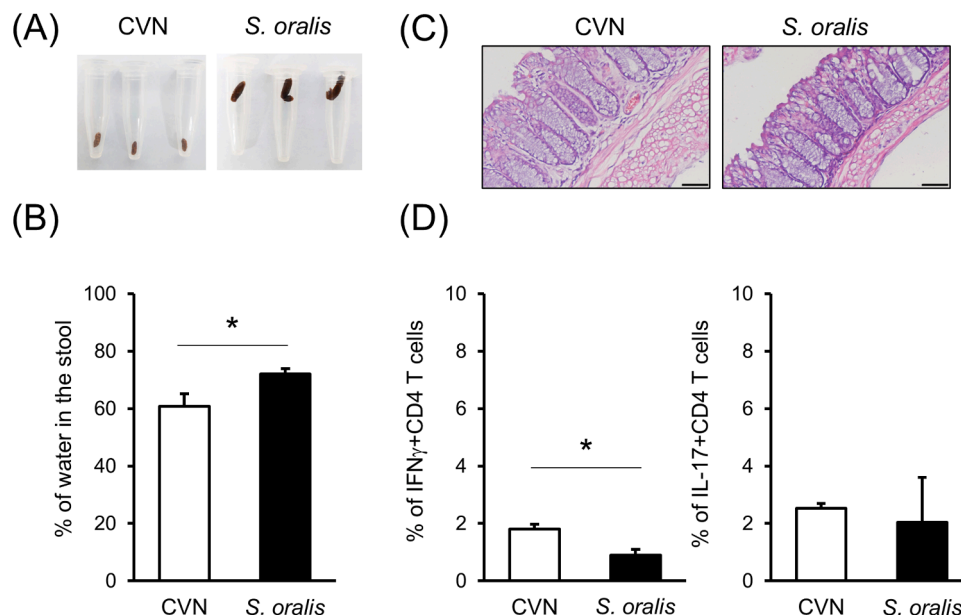 (A)
CVN S. oralis
(C)
CVN S. oralis
(B)
% of water in the stool
100
80
60
40
20
0
*
CVN S. oralis
(D)
% of IFNγ+CD4 T cells
10
8
6
4
2
0
*
CVN S. oralis
% of IL-17+CD4 T cells
10
8
6
4
2
0
CVN S. oralis